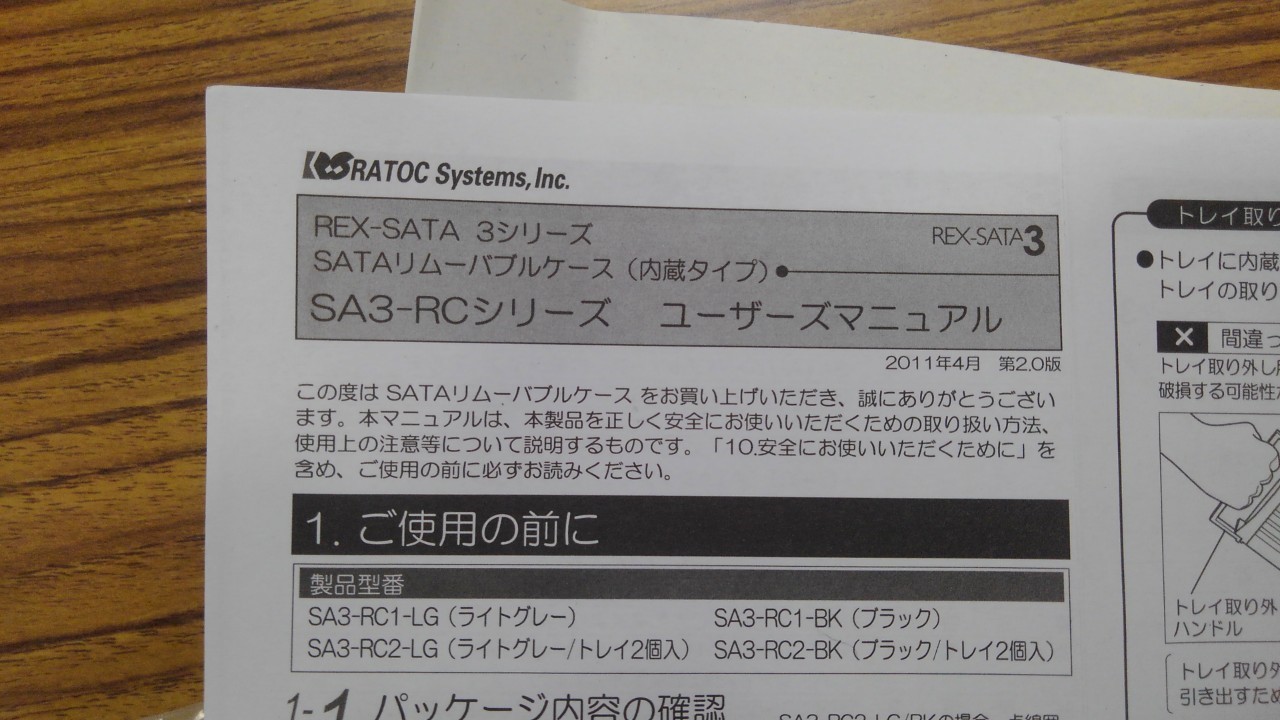 RATOC Systems, Inc.
REX-SATA 3シリーズ
REX-SATA3
SATAリムーバブルケース(内蔵タイプ)
SA3-RCシリーズ ユーザーズマニュアル
2011年4月 第2.0版
この度は SATAリムーバブルケース をお買い上げいただき、誠にありがとうござい
ます。本マニュアルは、本製品を正しく安全にお使いいただくための取り扱い方法、
使用上の注意等について説明するものです。「10.安全にお使いいただくために」を
含め、ご使用の前に必ずお読みください。
1. ご使用の前に
製品型番
SA3-RC1-LG(ライトグレー) SA3-RC1-BK(ブラック)
SA3-RC2-LG(ライトグレー/トレイ2個入) SA3-RC2-BK(ブラック/トレイ2個入)
1-1 パッケージ内容の確認
トレイ取り
●トレイに内蔵
トレイの取り
× 間違っ
トレイ取り外し
破損する可能性
トレイ取り外
ハンドル
トレイ取り外
引き出すため